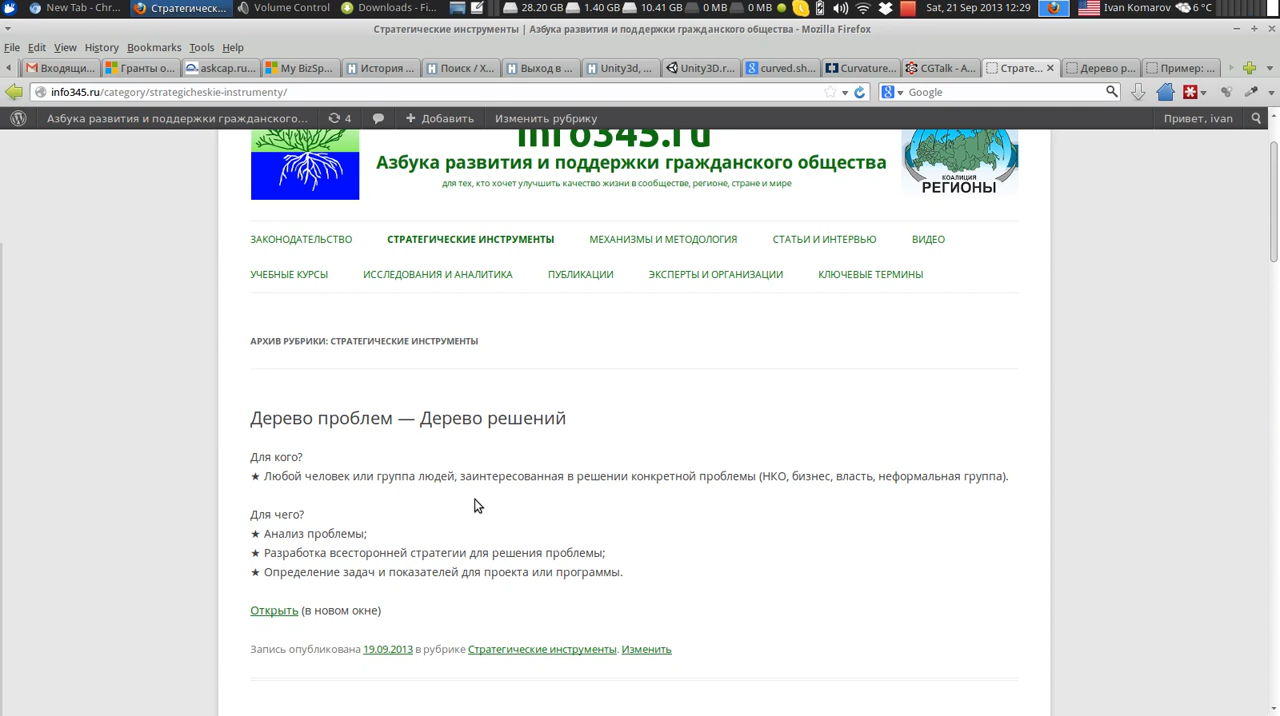 New Tab - Chr...
Стратегическ...
Volume Control
Downloads - Fi...
28.20 GB
1.40 GB
10.41 GB
0 MB
0 MB
Sat, 21 Sep 2013 12:29
Ivan Komarov
6 °C
Стратегические инструменты | Азбука развития и поддержки гражданского общества - Mozilla Firefox
File Edit View History Bookmarks Tools Help
Входящи...
Гранты о...
askcap.ru...
My BizSp...
История ...
Поиск / Х...
Выход в ...
Unity3d, ...
Unity3D.r...
curved.sh...
Curvature...
CGTalk - A...
Страте...
Дерево р...
Пример: ...
info345.ru/category/strategicheskie-instrumenty/
Google
Азбука развития и поддержки гражданского...
4
Добавить
Изменить рубрику
Привет, ivan
info345.ru
Азбука развития и поддержки гражданского общества
для тех, кто хочет улучшить качество жизни в сообществе, регионе, стране и мире
КОАЛИЦИЯ
РЕГИОНЫ
ЗАКОНОДАТЕЛЬСТВО СТРАТЕГИЧЕСКИЕ ИНСТРУМЕНТЫ МЕХАНИЗМЫ И МЕТОДОЛОГИЯ СТАТЬИ И ИНТЕРВЬЮ ВИДЕО
УЧЕБНЫЕ КУРСЫ ИССЛЕДОВАНИЯ И АНАЛИТИКА ПУБЛИКАЦИИ ЭКСПЕРТЫ И ОРГАНИЗАЦИИ КЛЮЧЕВЫЕ ТЕРМИНЫ
АРХИВ РУБРИКИ: СТРАТЕГИЧЕСКИЕ ИНСТРУМЕНТЫ
Дерево проблем — Дерево решений
Для кого?
★ Любой человек или группа людей, заинтересованная в решении конкретной проблемы (НКО, бизнес, власть, неформальная группа).
Для чего?
★ Анализ проблемы;
★ Разработка всесторонней стратегии для решения проблемы;
★ Определение задач и показателей для проекта или программы.
Открыть (в новом окне)
Запись опубликована 19.09.2013 в рубрике Стратегические инструменты. Изменить